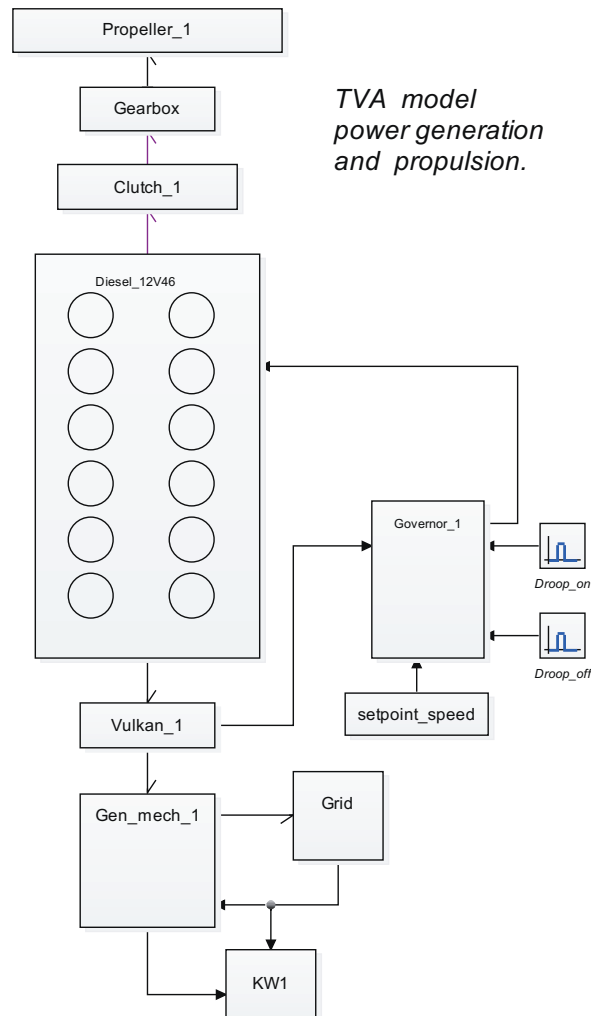 Propeller_1
Gearbox
TVA model
power generation
and propulsion.
Clutch_1
Diesel_12V46
Governor_1
Droop_on
Droop_off
setpoint_speed
Vulkan_1
Gen_mech_1
Grid
KW1